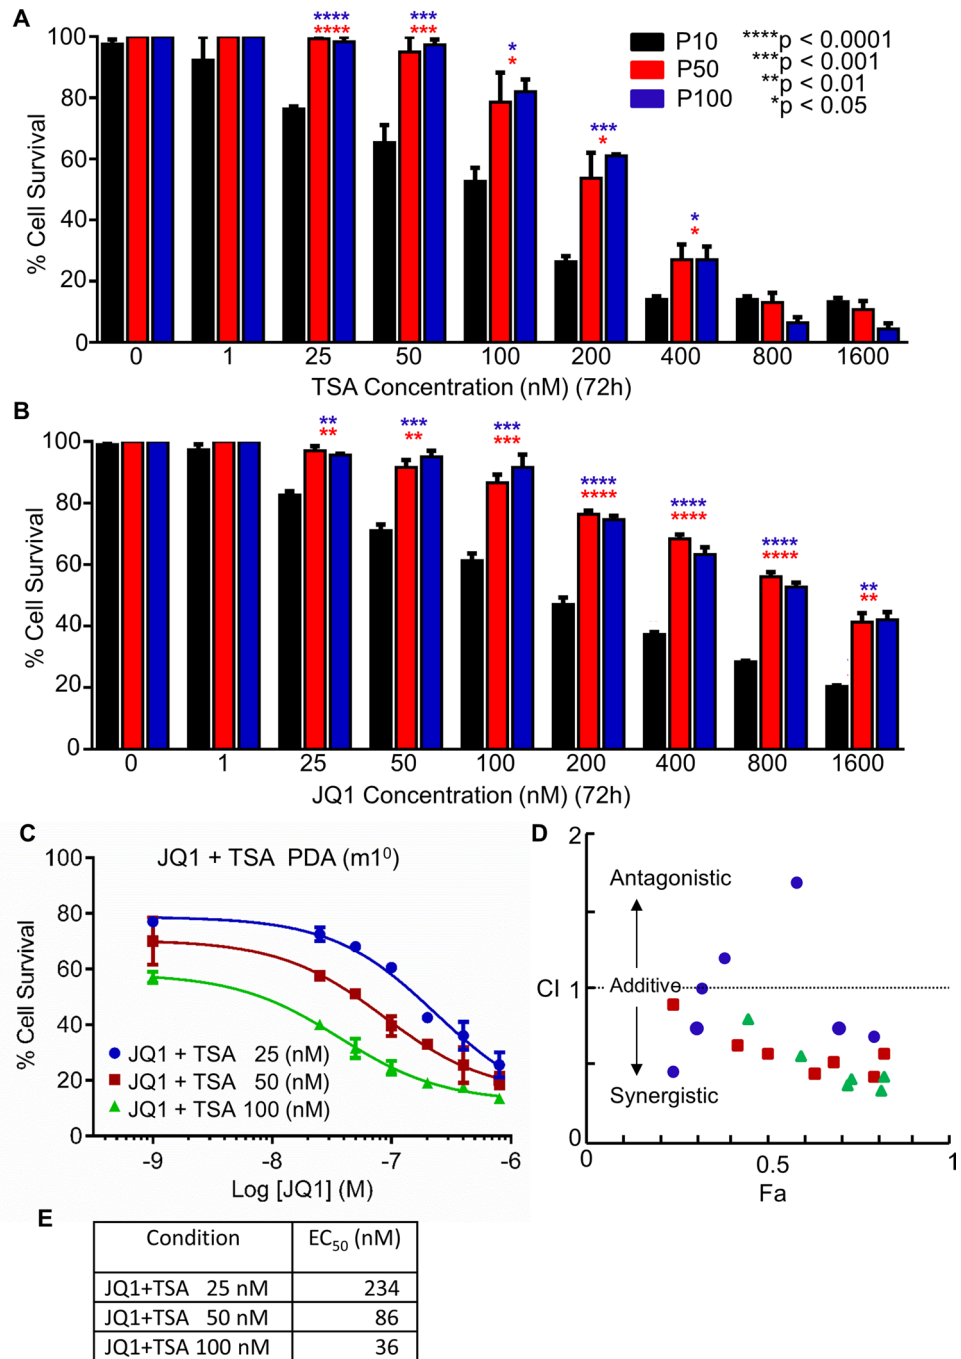 A
100
80
60
40
20
0
% Cell Survival
**** *** * *** *
**** *** * * *
P10
P50
P100
****p < 0.0001
***p < 0.001
**p < 0.01
*p < 0.05
0 1 25 50 100 200 400 800 1600
TSA Concentration (nM) (72h)
B
100
80
60
40
20
0
% Cell Survival
** *** *** **** **** **** **
** ** *** **** **** **** **
0 1 25 50 100 200 400 800 1600
JQ1 Concentration (nM) (72h)
C
JQ1 + TSA PDA (m1⁰)
100
80
60
40
20
0
% Cell Survival
JQ1 + TSA 25 (nM)
JQ1 + TSA 50 (nM)
JQ1 + TSA 100 (nM)
-9 -8 -7 -6
Log [JQ1] (M)
D
2
1
0
CI
Antagonistic
Additive
Synergistic
0 0.5 1
Fa
E
Condition EC₅₀ (nM)
JQ1+TSA 25 nM 234
JQ1+TSA 50 nM 86
JQ1+TSA 100 nM 36